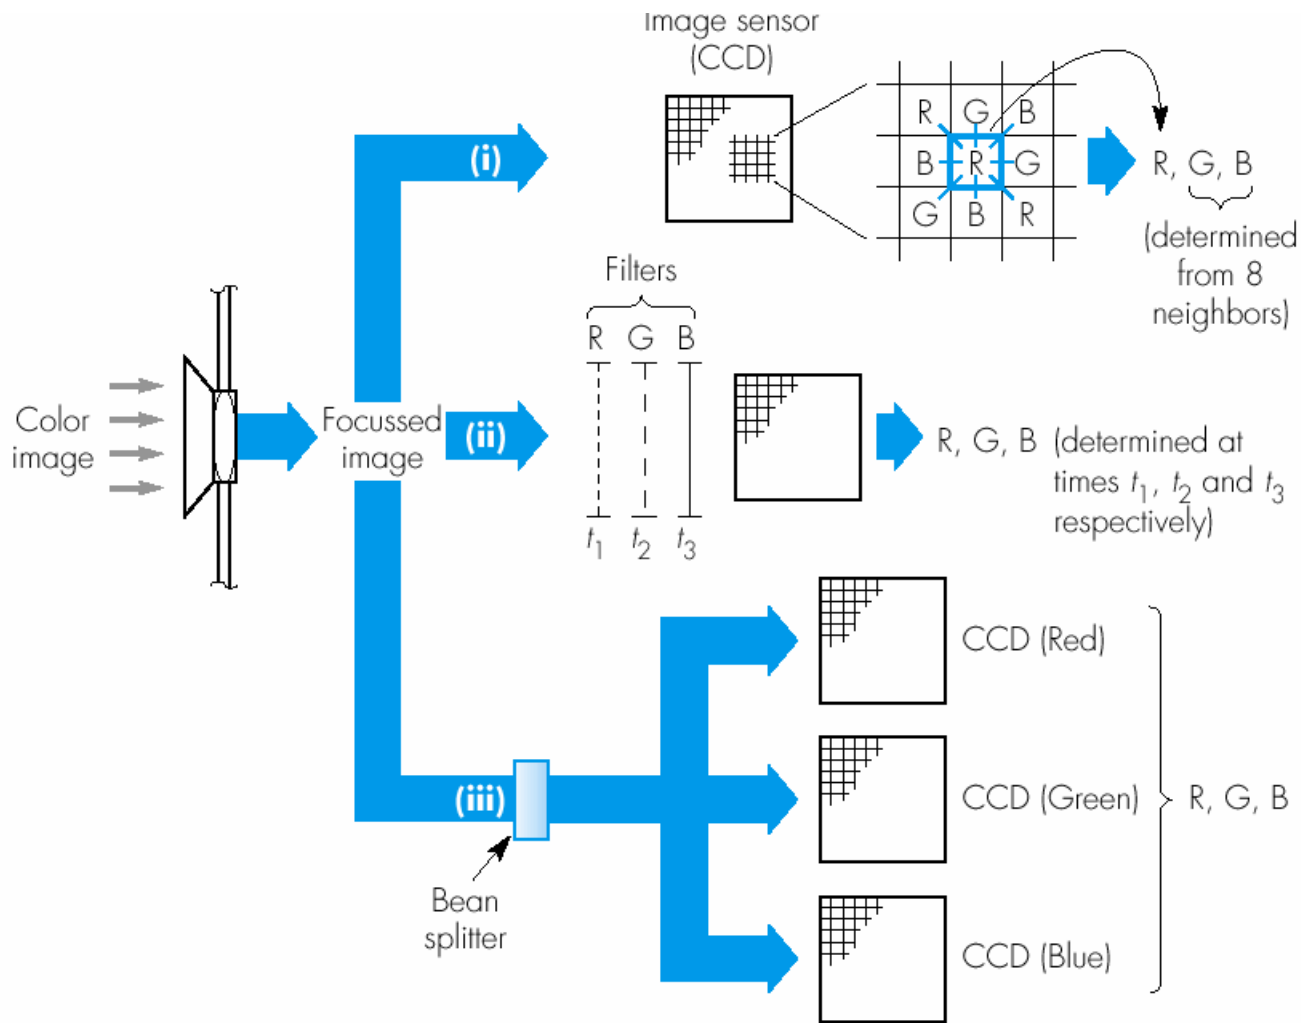 Image sensor
(CCD)
R G B
B R G
G B R
R, G, B
(determined
from 8
neighbors)
(i)
Filters
R G B
Color
image
Focussed
image
(ii)
R, G, B (determined at
times t1, t2 and t3
respectively)
t1 t2 t3
CCD (Red)
(iii)
CCD (Green)
R, G, B
Bean
splitter
CCD (Blue)